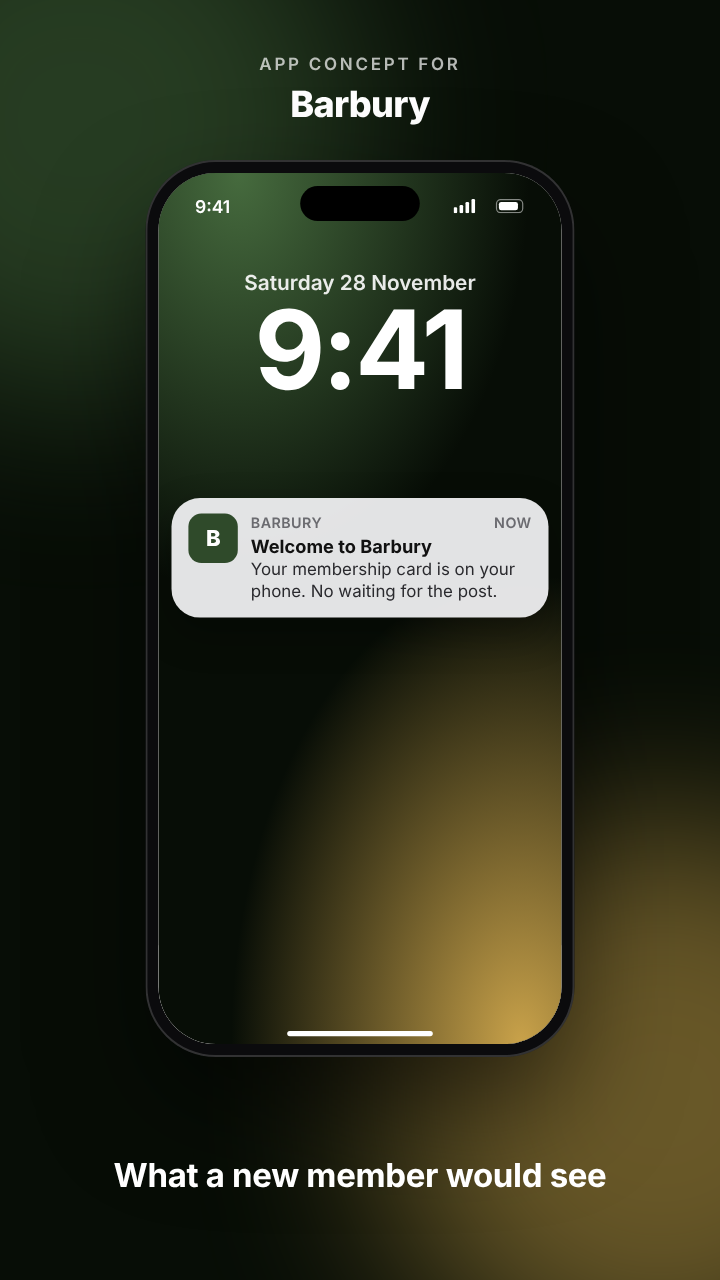 APP CONCEPT FOR
Barbury
9:41
Saturday 28 November
9:41
BARBURY NOW
B
Welcome to Barbury
Your membership card is on your
phone. No waiting for the post.
What a new member would see